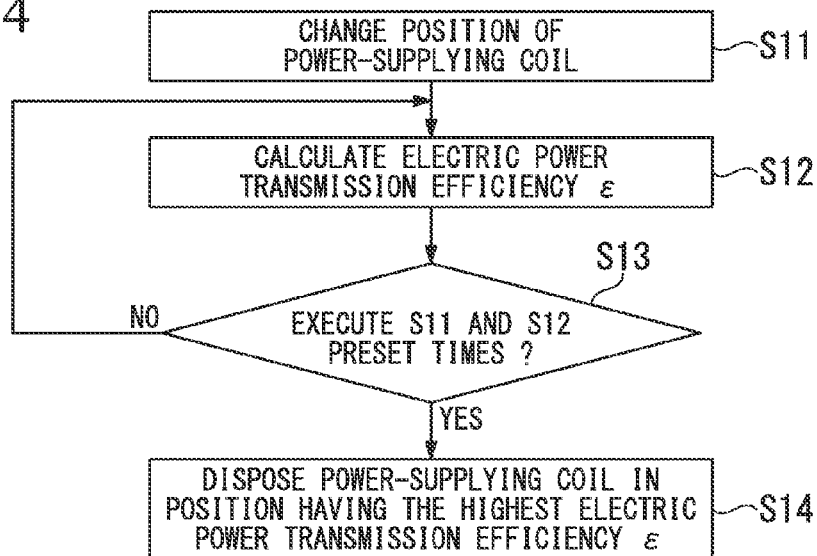 4
CHANGE POSITION OF
POWER-SUPPLYING COIL
S11
CALCULATE ELECTRIC POWER
TRANSMISSION EFFICIENCY ε
S12
S13
NO
EXECUTE S11 AND S12
PRESET TIMES ?
YES
DISPOSE POWER-SUPPLYING COIL IN
POSITION HAVING THE HIGHEST ELECTRIC
POWER TRANSMISSION EFFICIENCY ε
S14